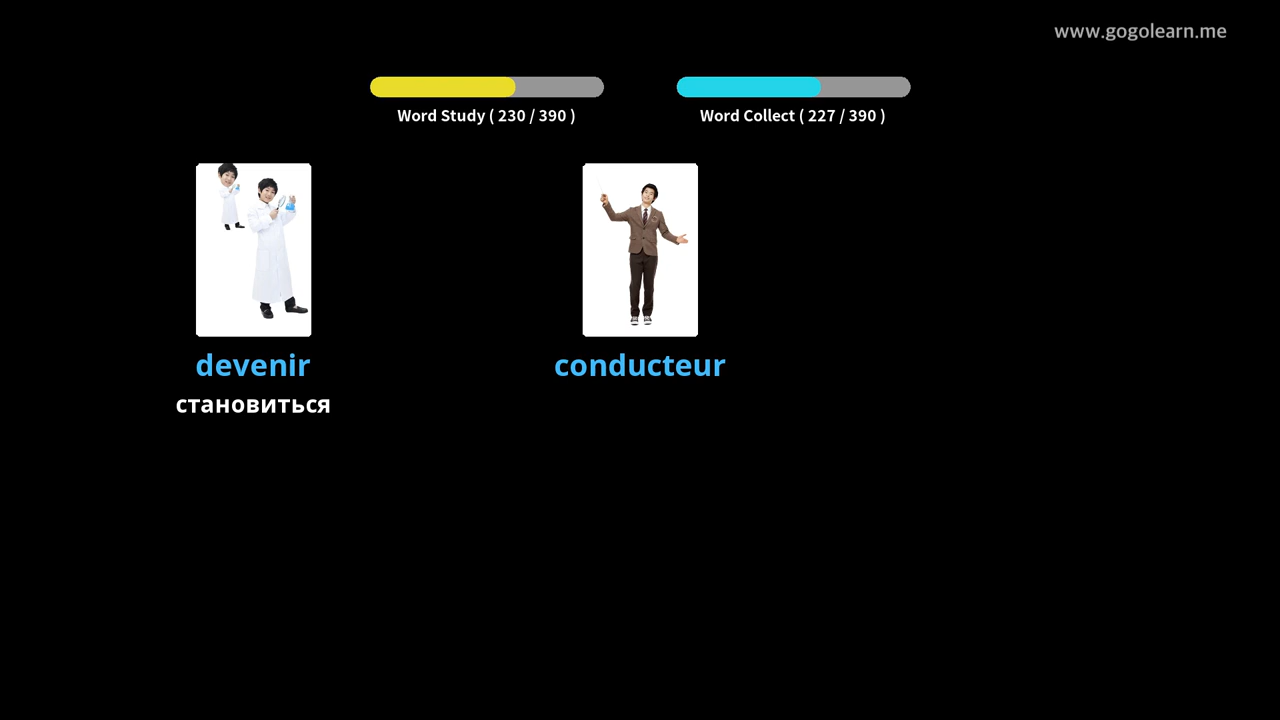 www.gogolearn.me
Word Study ( 230 / 390 )
Word Collect ( 227 / 390 )
devenir
становиться
conducteur